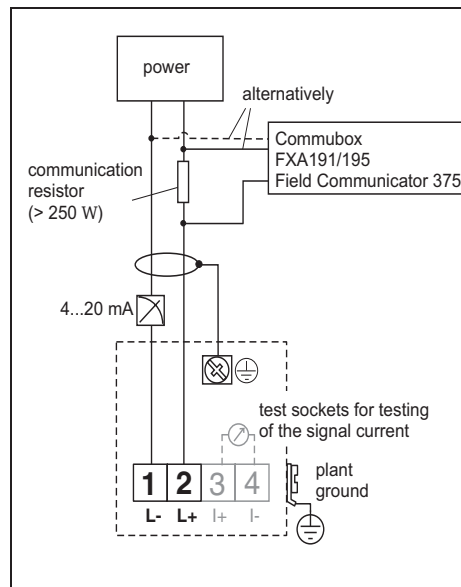 power
alternatively
Commubox
FXA191/195
Field Communicator 375
communication
resistor
(> 250 W)
4...20 mA
test sockets for testing
of the signal current
1 2 3 4
L- L+ I+ I-
plant
ground